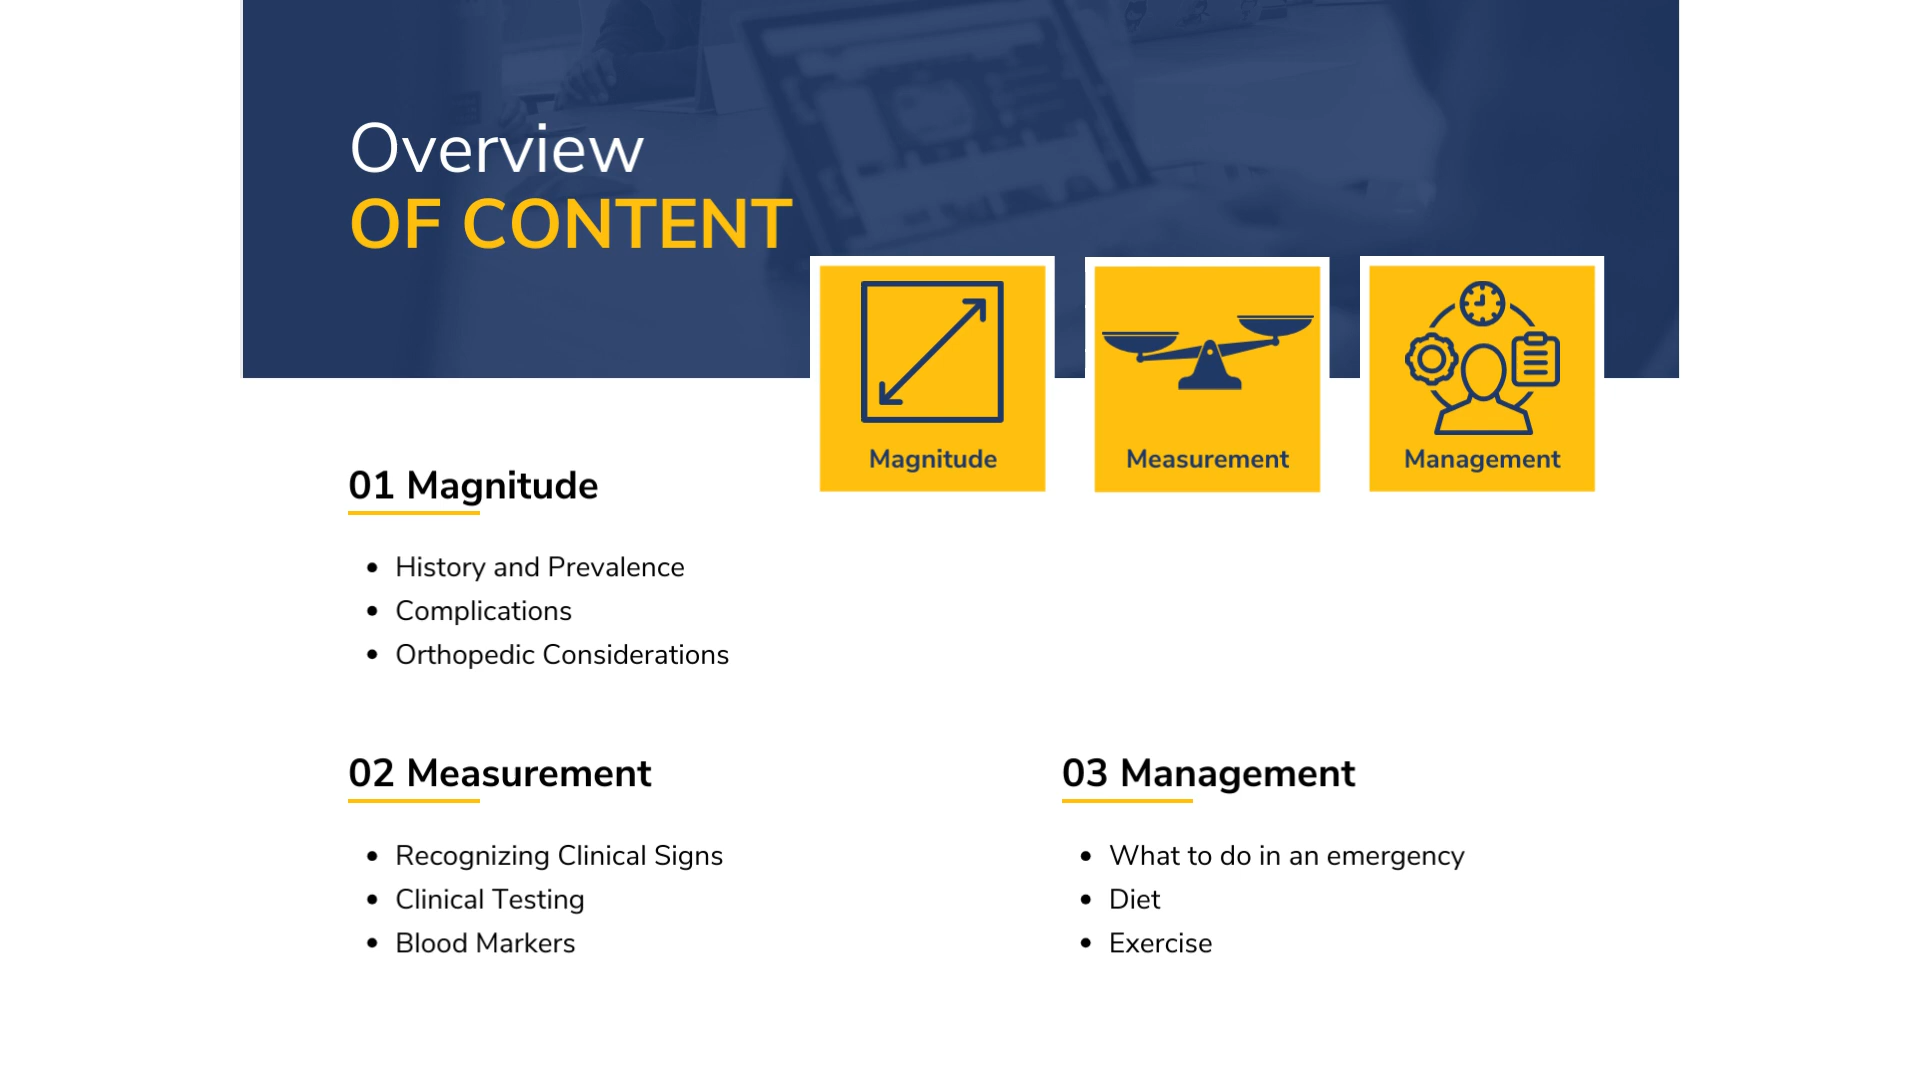 Overview
OF CONTENT
Magnitude
Measurement
Management
01 Magnitude
• History and Prevalence
• Complications
• Orthopedic Considerations
02 Measurement
• Recognizing Clinical Signs
• Clinical Testing
• Blood Markers
03 Management
• What to do in an emergency
• Diet
• Exercise